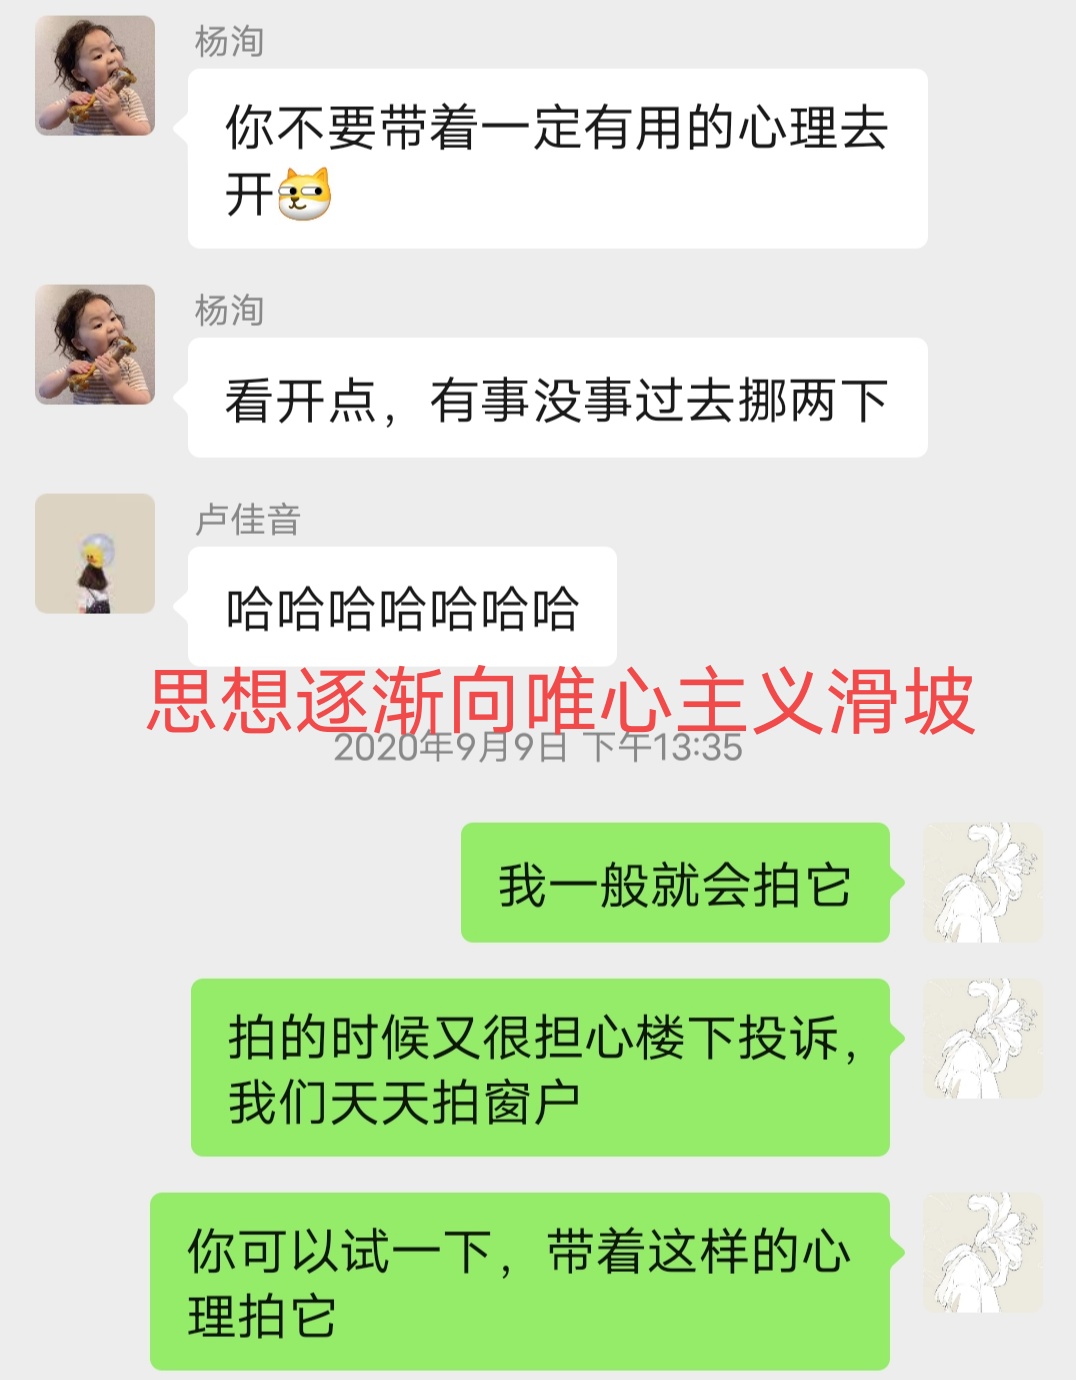 杨洵
你不要带着一定有用的心理去
开
杨洵
看开点，有事没事过去挪两下
卢佳音
哈哈哈哈哈哈哈
思想逐渐向唯心主义滑坡
2020年9月9日 下午13:35
我一般就会拍它
拍的时候又很担心楼下投诉，
我们天天拍窗户
你可以试一下，带着这样的心
理拍它